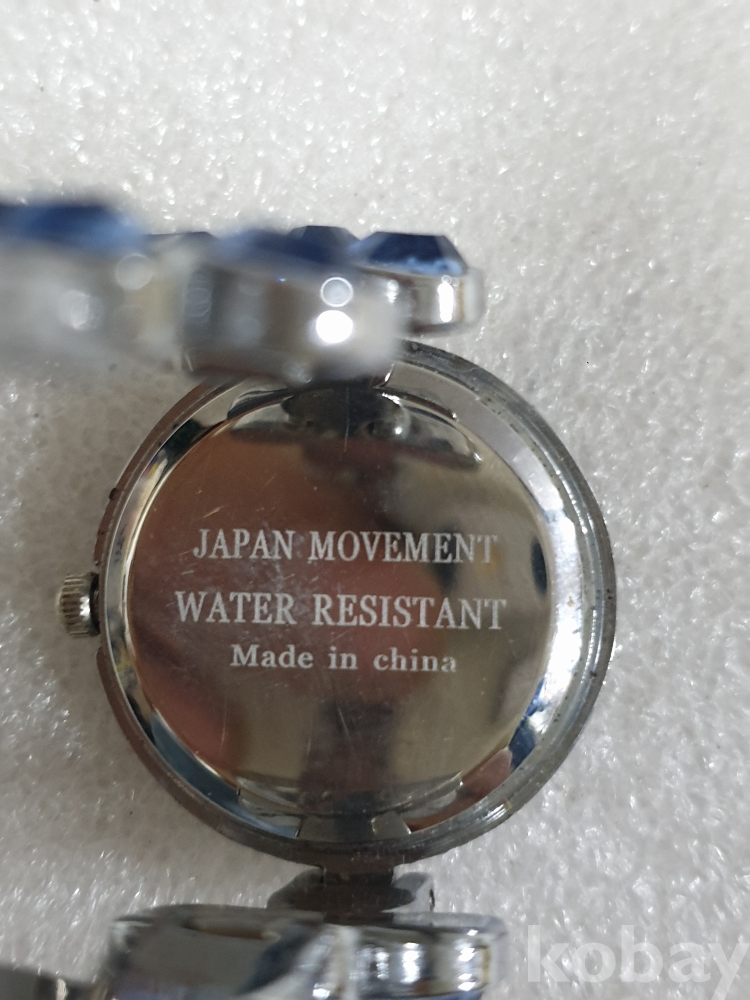 JAPAN MOVEMENT
WATER RESISTANT
Made in china
kobay